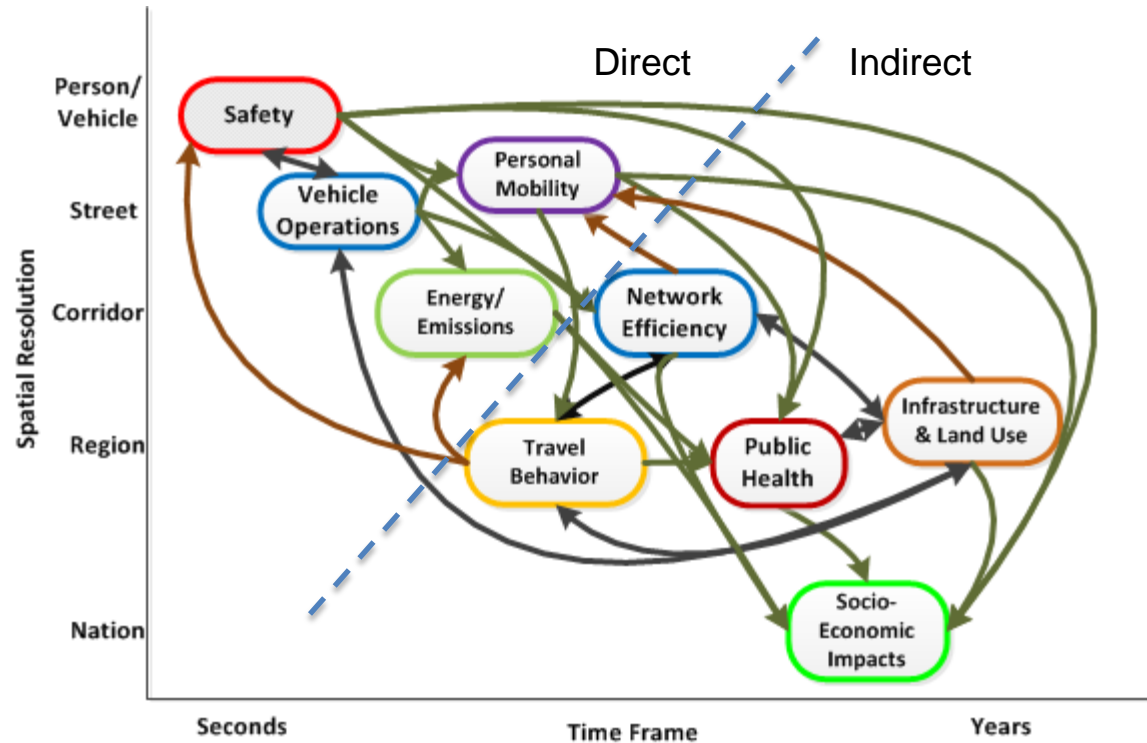 Direct
Indirect
Person/
Vehicle
Safety
Personal
Mobility
Street
Vehicle
Operations
Spatial Resolution
Corridor
Energy/
Emissions
Network
Efficiency
Region
Travel
Behavior
Public
Health
Infrastructure
& Land Use
Nation
Socio-
Economic
Impacts
Seconds
Time Frame
Years